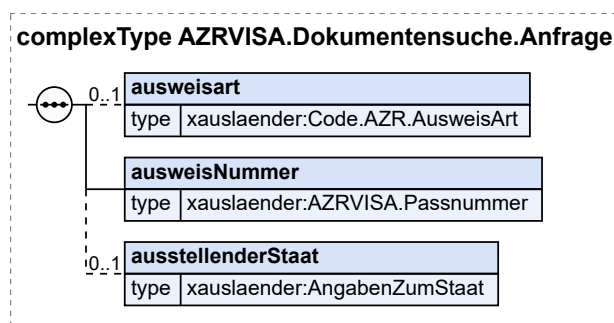 complexType AZRVISA.Dokumentensuche.Anfrage
0..1
ausweisart
type xauslaender:Code.AZR.AusweisArt
ausweisNummer
type xauslaender:AZRVISA.Passnummer
0..1
ausstellenderStaat
type xauslaender:AngabenZumStaat